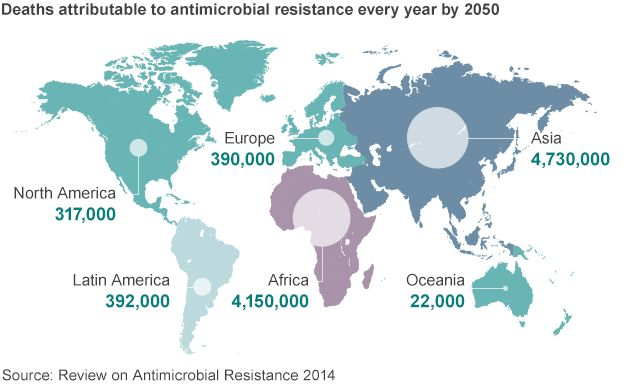 Deaths attributable to antimicrobial resistance every year by 2050
Europe
390,000
Asia
4,730,000
North America
317,000
Latin America
392,000
Africa
4,150,000
Oceania
22,000
Source: Review on Antimicrobial Resistance 2014